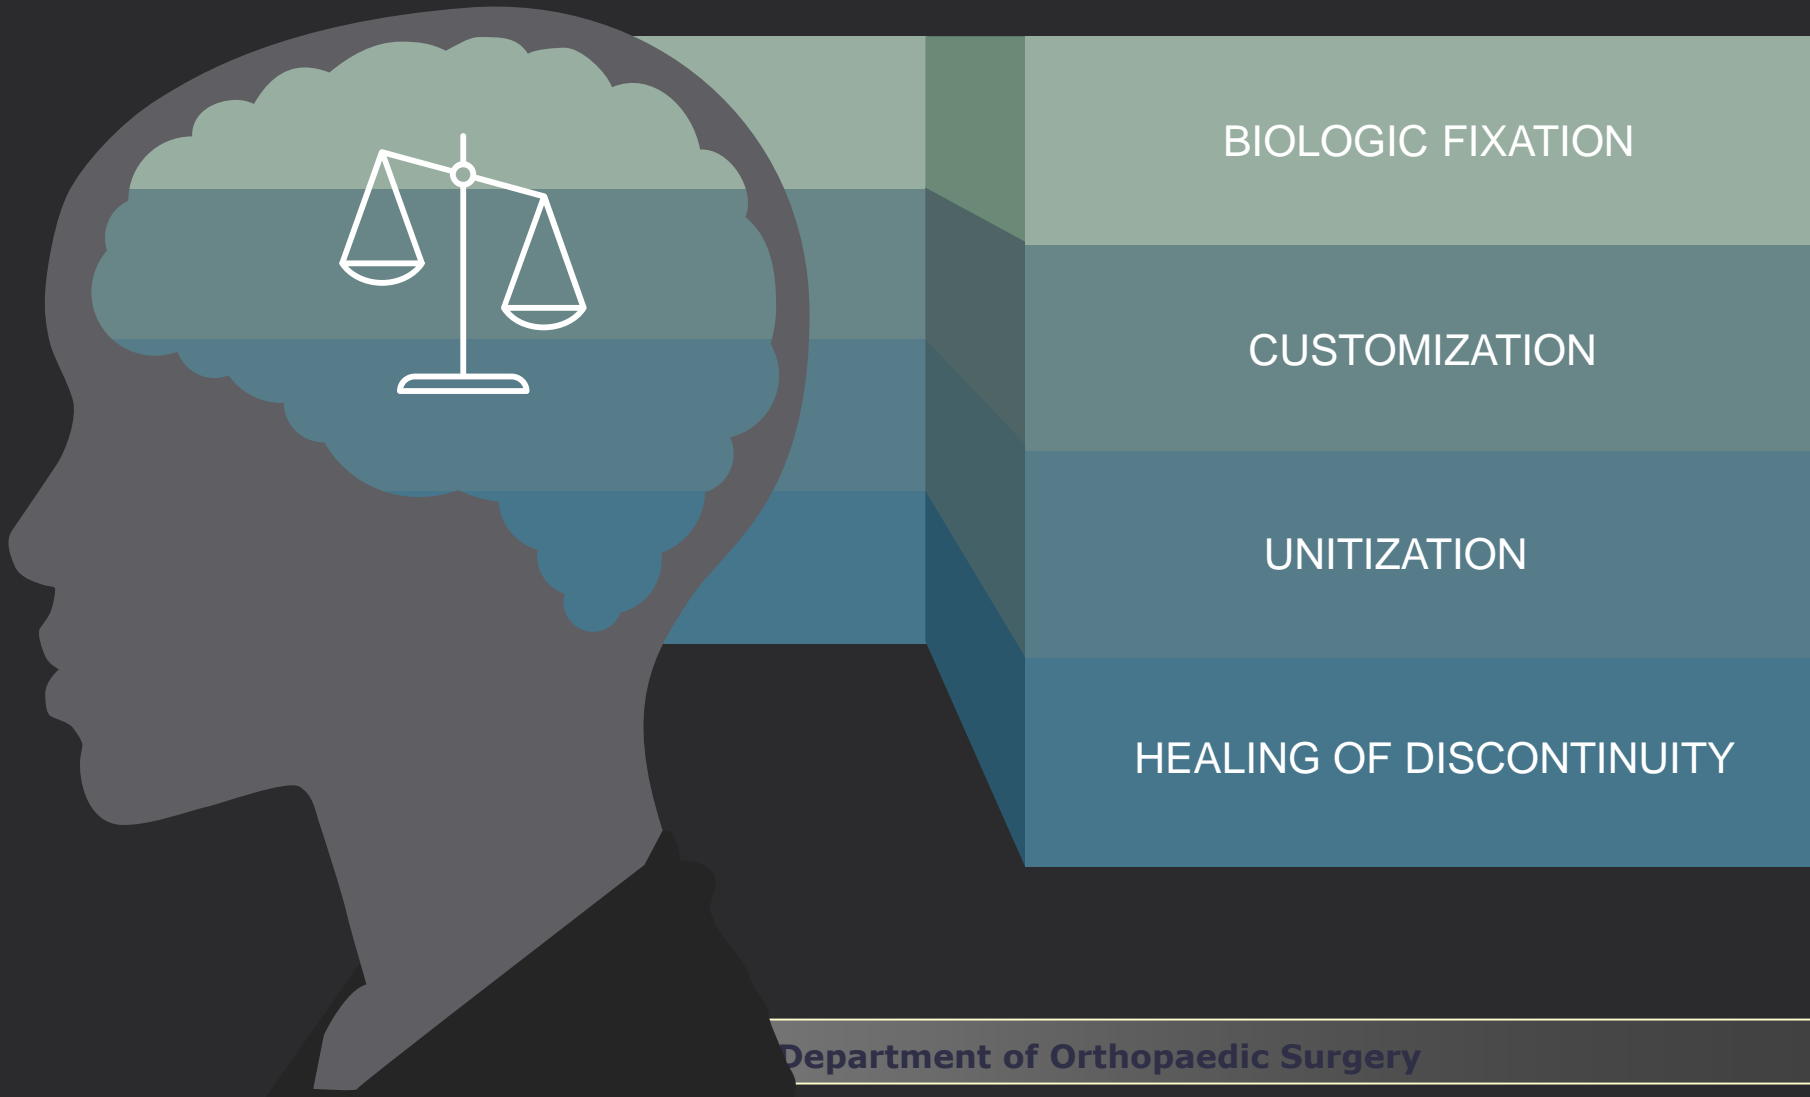 BIOLOGIC FIXATION
CUSTOMIZATION
UNITIZATION
HEALING OF DISCONTINUITY
Department of Orthopaedic Surgery